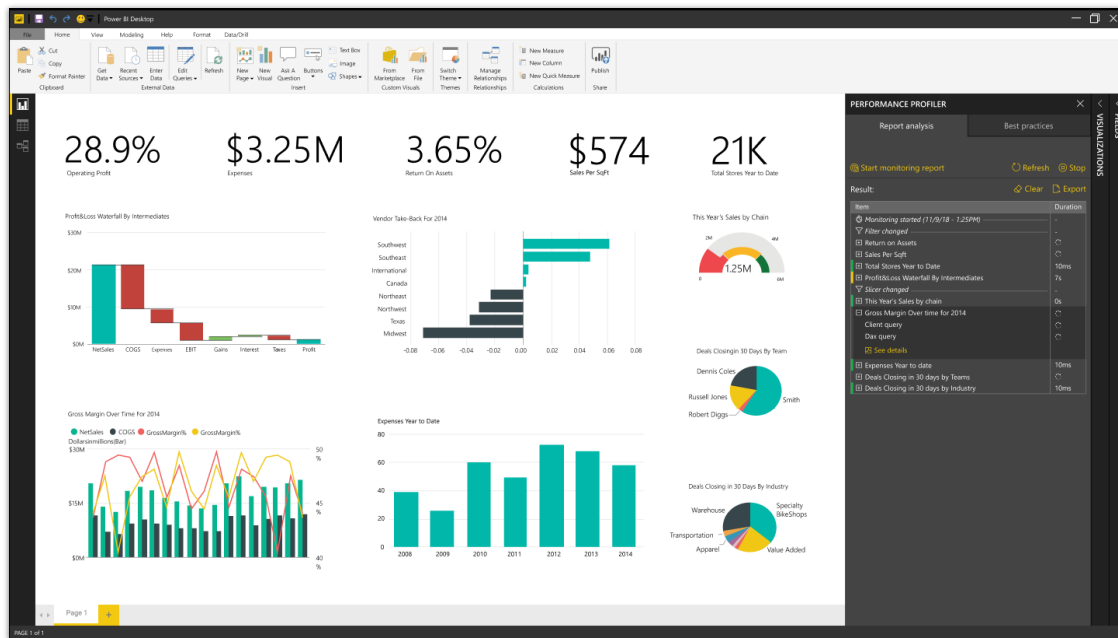 Power BI Desktop
File Home View Modeling Help Format Data/Drill
Paste
Cut
Copy
Format Painter
Clipboard
Get Data
Recent Sources
Enter Data
Edit Queries
Refresh
External Data
New Page
New Visual
Ask A Question
Buttons
Text Box
Image
Shapes
Insert
From Marketplace
From File
Custom Visuals
Switch Theme
Themes
Manage Relationships
Relationships
New Measure
New Column
New Quick Measure
Calculations
Publish
Share
28.9%
Operating Profit
$3.25M
Expenses
3.65%
Return On Assets
$574
Sales Per SqFt
21K
Total Stores Year to Date
Profit&Loss Waterfall By Intermediates
$30M
$20M
$10M
$0M
NetSales COGS Expenses EBIT Gains Interest Taxes Profit
Vendor Take-Back For 2014
Southwest
Southeast
International
Canada
Northeast
Northwest
Texas
Midwest
-0.08 -0.06 -0.04 -0.02 0.00 0.02 0.04 0.06 0.08
This Year's Sales by Chain
2M 4M
1.25M
0 6M
Deals Closingin 30 Days By Team
Dennis Coles
Russell Jones
Robert Diggs
Smith
Gross Margin Over Time For 2014
NetSales COGS GrossMargin% GrossMargin%
Dollarsinmillions(Bar)
$30M
$15M
$0M
50
%
45
%
40
%
Expenses Year to Date
80
60
40
20
0
2008 2009 2010 2011 2012 2013 2014
Deals Closing in 30 Days By Industry
Warehouse
Specialty
BikeShops
Transportation
Apparel
Value Added
PERFORMANCE PROFILER
Report analysis Best practices
Start monitoring report Refresh Stop
Result: Clear Export
Item Duration
Monitoring started (11/9/18 - 1:25PM) -
Filter changed -
Return on Assets
Sales Per Sqft
Total Stores Year to Date 10ms
Profit&Loss Waterfall By Intermediates 7s
Slicer changed -
This Year's Sales by chain 0s
Gross Margin Over time for 2014
Client query
Dax query
See details
Expenses Year to date 10ms
Deals Closing in 30 days by Teams
Deals Closing in 30 days by Industry 10ms
VISUALIZATIONS
Page 1
PAGE 1 of 1